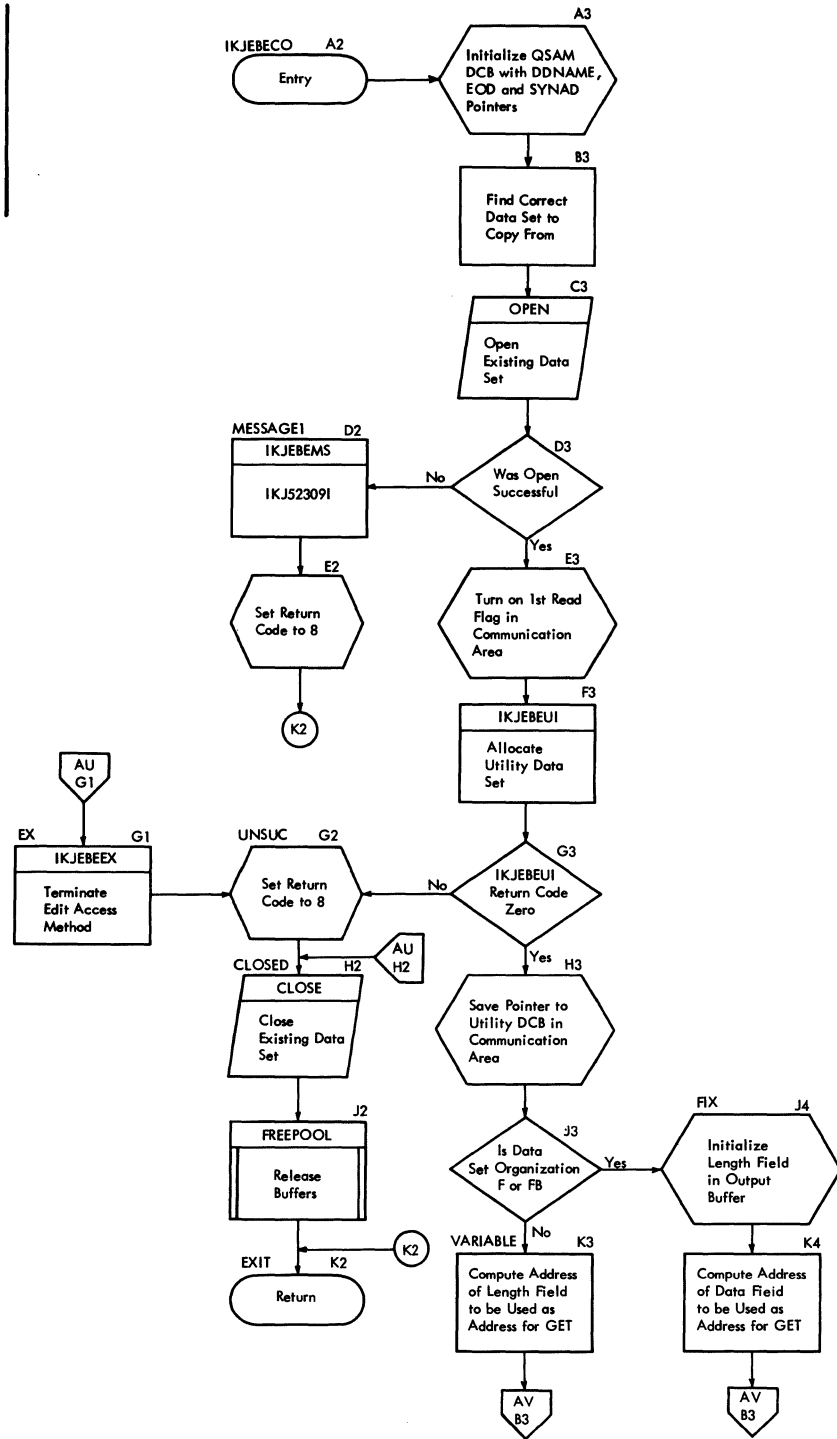 A3
IKJEBECO A2
Entry
Initialize QSAM
DCB with DDNAME,
EOD and SYNAD
Pointers
B3
Find Correct
Data Set to
Copy From
C3
OPEN
Open
Existing Data
Set
MESSAGE1 D2
IKJEBEMS
IKJ52309I
D3
Was Open
Successful
No
Yes
E2
Set Return
Code to 8
K2
E3
Turn on 1st Read
Flag in
Communication
Area
F3
IKJEBEUI
Allocate
Utility Data
Set
AU
G1
EX G1
IKJEBEEX
Terminate
Edit Access
Method
UNSUC G2
Set Return
Code to 8
G3
IKJEBEUI
Return Code
Zero
No
Yes
AU
H2
CLOSED H2
CLOSE
Close
Existing Data
Set
H3
Save Pointer to
Utility DCB in
Communication
Area
J2
FREEPOOL
Release
Buffers
J3
Is Data
Set Organization
F or FB
Yes
No
FIX J4
Initialize
Length Field
in Output
Buffer
K2
EXIT K2
Return
VARIABLE K3
Compute Address
of Length Field
to be Used as
Address for GET
K4
Compute Address
of Data Field
to be Used as
Address for GET
AV
B3
AV
B3